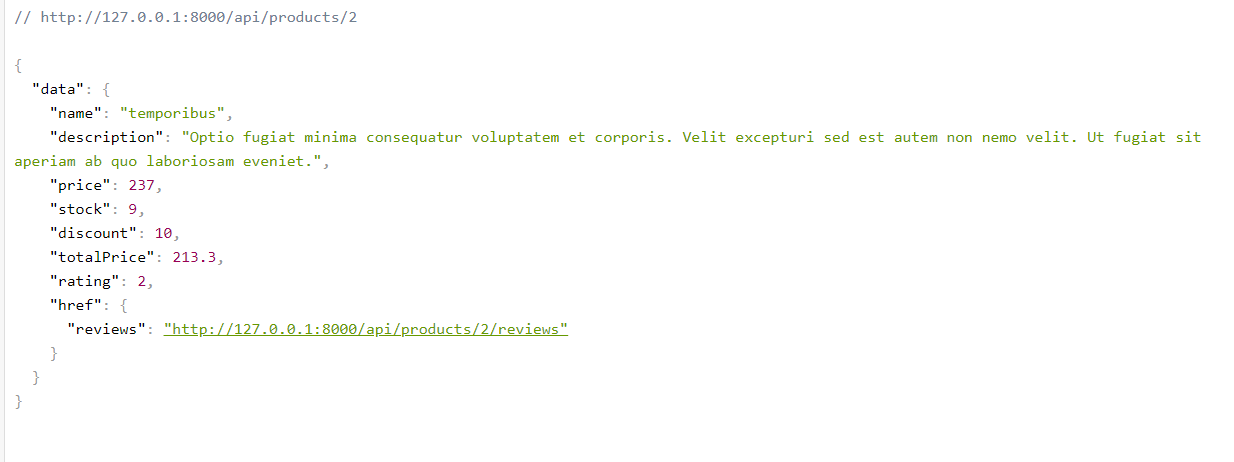 // http://127.0.0.1:8000/api/products/2
{
"data": {
"name": "temporibus",
"description": "Optio fugiat minima consequatur voluptatem et corporis. Velit excepturi sed est autem non nemo velit. Ut fugiat sit
aperiam ab quo laboriosam eveniet.",
"price": 237,
"stock": 9,
"discount": 10,
"totalPrice": 213.3,
"rating": 2,
"href": {
"reviews": "http://127.0.0.1:8000/api/products/2/reviews"
}
}
}